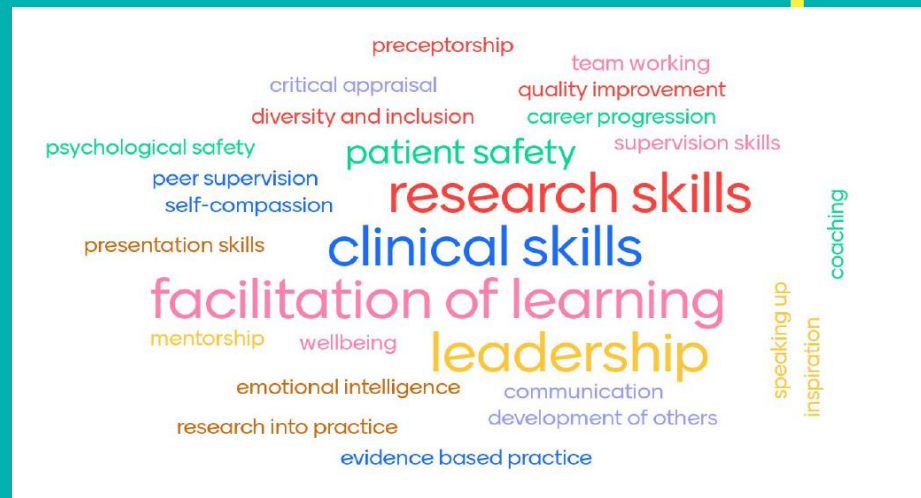 preceptorship
team working
critical appraisal
quality improvement
diversity and inclusion
career progression
psychological safety
patient safety
supervision skills
peer supervision
research skills
self-compassion
coaching
presentation skills
clinical skills
facilitation of learning
speaking up
inspiration
mentorship
wellbeing
leadership
emotional intelligence
communication
research into practice
development of others
evidence based practice